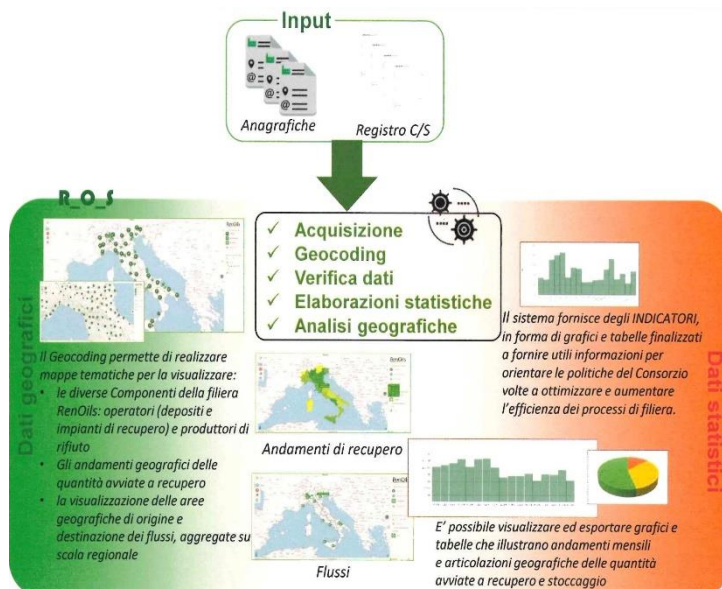 Input
Anagrafiche
Registro C/S
R_O_S
✓ Acquisizione
✓ Geocoding
✓ Verifica dati
✓ Elaborazioni statistiche
✓ Analisi geografiche
Dati geografici
RenOils
Il Geocoding permette di realizzare
mappe tematiche per la visualizzare:
• le diverse Componenti della filiera
RenOils: operatori (depositi e
impianti di recupero) e produttori di
rifiuto
• Gli andamenti geografici delle
quantità avviate a recupero
• la visualizzazione delle aree
geografiche di origine e
destinazione dei flussi, aggregate su
scala regionale
RenOils
Andamenti di recupero
RenOils
Flussi
Il sistema fornisce degli INDICATORI,
in forma di grafici e tabelle finalizzati
a fornire utili informazioni per
orientare le politiche del Consorzio
volte a ottimizzare e aumentare
l'efficienza dei processi di filiera.
Dati statistici
E' possibile visualizzare ed esportare grafici e
tabelle che illustrano andamenti mensili
e articolazioni geografiche delle quantità
avviate a recupero e stoccaggio